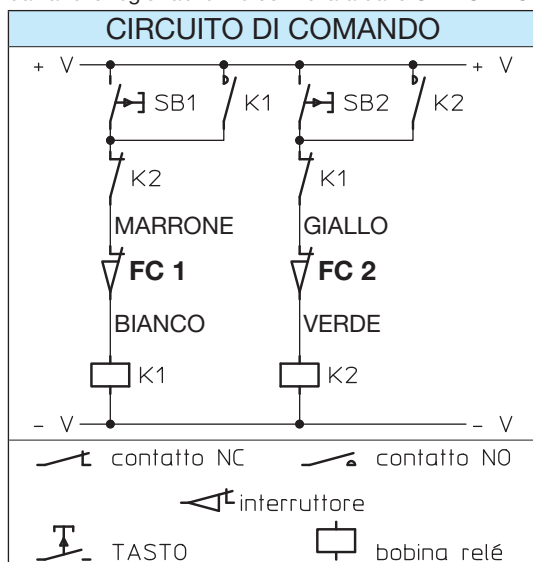 CIRCUITO DI COMANDO
+ V + V
SB1 K1 SB2 K2
K2 K1
MARRONE GIALLO
FC 1 FC 2
BIANCO VERDE
K1 K2
- V - V
contatto NC contatto NO
interruttore
TASTO bobina relé